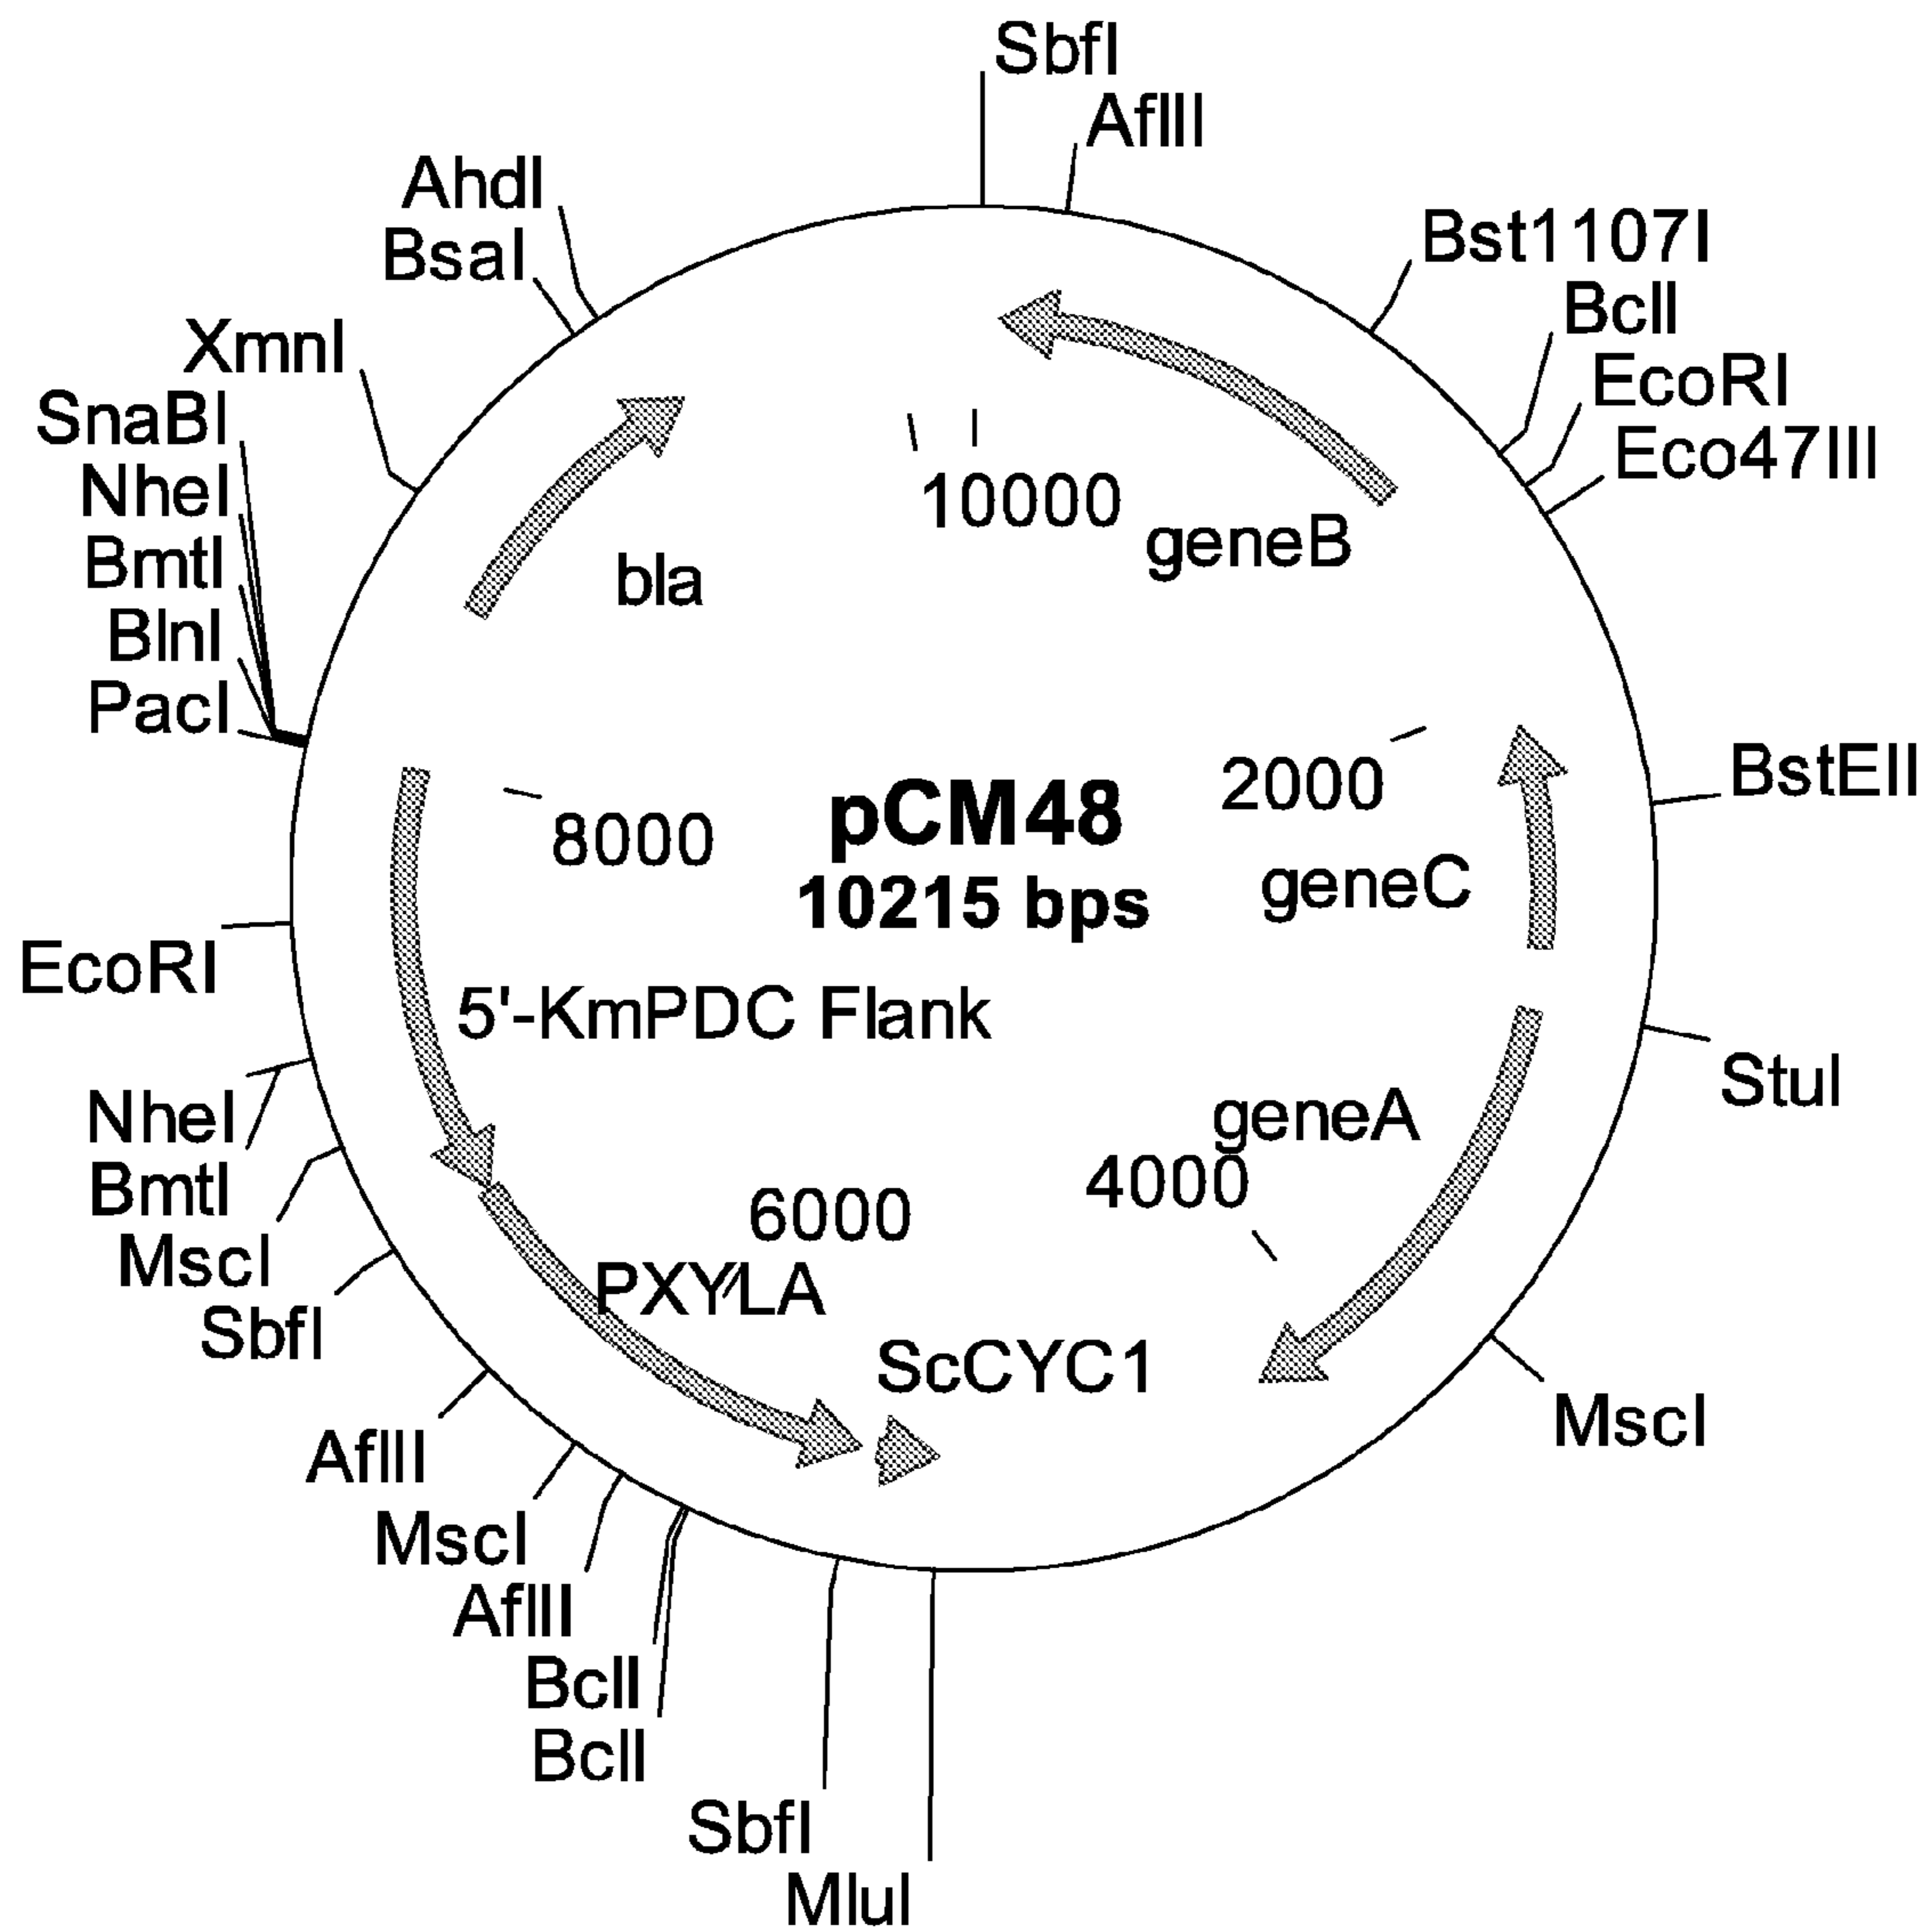 SbfI
AflII
AhdI
BsaI
Bst1107I
BclI
XmnI
EcoRI
SnaBI
Eco47III
NheI
10000
geneB
BmtI
bla
BlnI
PacI
BstEII
2000
pCM48
8000
geneC
10215 bps
EcoRI
5'-KmPDC Flank
StuI
NheI
geneA
BmtI
4000
6000
MscI
PXYLA
SbfI
ScCYC1
MscI
AflII
MscI
AflII
BclI
BclI
SbfI
MluI